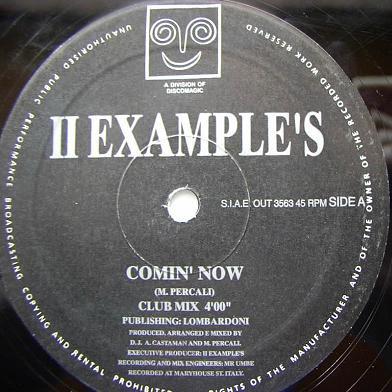 A DIVISION OF
DISCOMAGIC
II EXAMPLE'S
S.I.A.E. OUT 3563 45 RPM SIDE A
COMIN' NOW
(M. PERCALI)
CLUB MIX 4'00"
PUBLISHING: LOMBARDONI
PRODUCED, ARRANGED E MIXED BY
D. J. A. CASTAMAN AND M. PERCALI.
EXECUTIVE PRODUCER: II EXAMPLE'S
RECORDING AND MIX ENGINEERS: MR UMBE
RECORDED AT MARYHOUSE ST. ITALY.
UNAUTHORISED PUBLIC PERFORMANCE BROADCASTING COPYING AND RENTAL PROHIBITED RIGHTS OF THE MANUFACTURER AND OF THE OWNER OF THE RECORDED WORK RESERVED